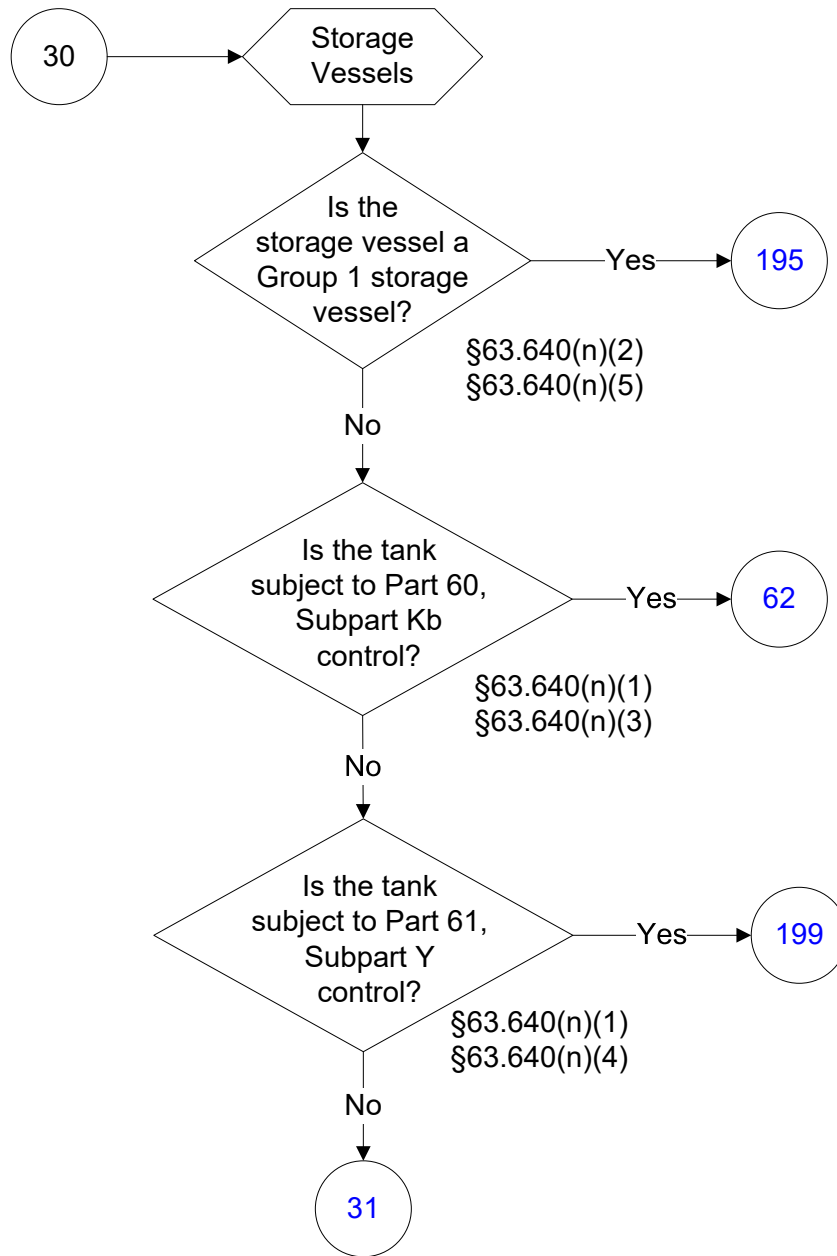 30
Storage
Vessels
Is the
storage vessel a
Group 1 storage
vessel?
Yes
195
§63.640(n)(2)
§63.640(n)(5)
No
Is the tank
subject to Part 60,
Subpart Kb
control?
Yes
62
§63.640(n)(1)
§63.640(n)(3)
No
Is the tank
subject to Part 61,
Subpart Y
control?
Yes
199
§63.640(n)(1)
§63.640(n)(4)
No
31